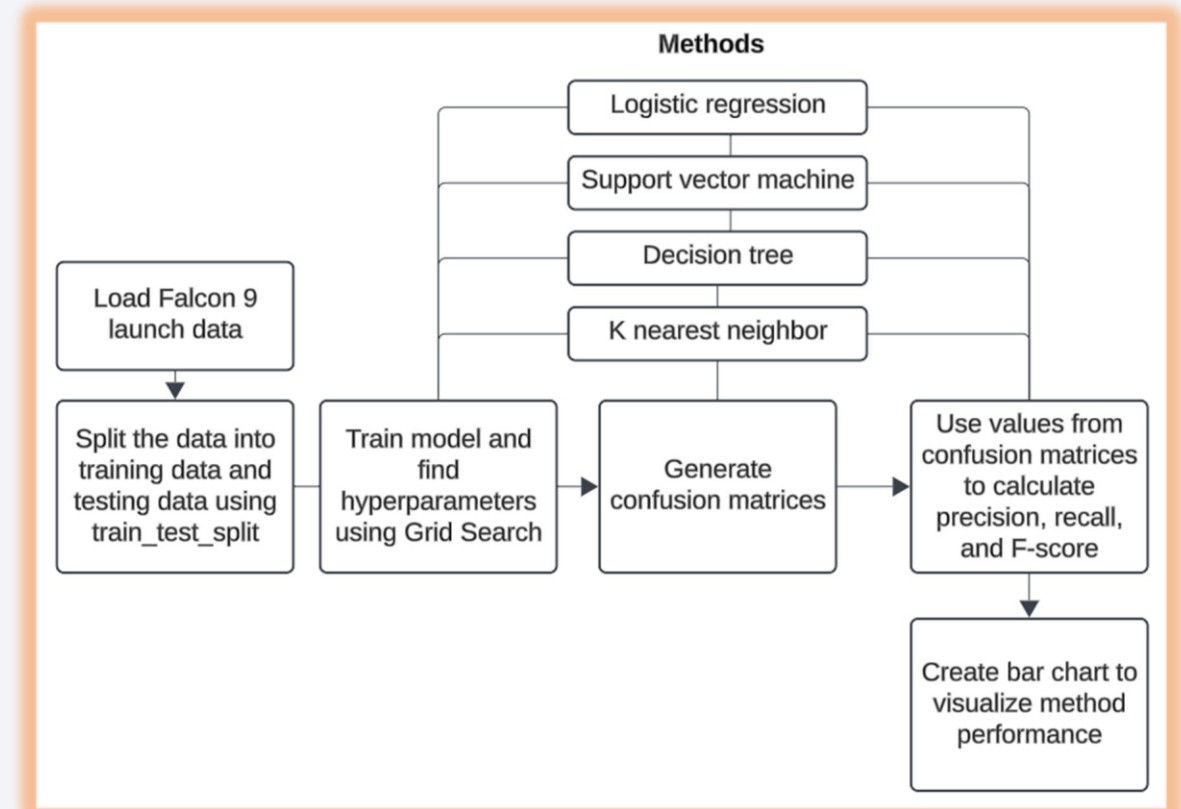 Methods
Logistic regression
Support vector machine
Decision tree
K nearest neighbor
Load Falcon 9
launch data
Split the data into
training data and
testing data using
train_test_split
Train model and
find
hyperparameters
using Grid Search
Generate
confusion matrices
Use values from
confusion matrices
to calculate
precision, recall,
and F-score
Create bar chart to
visualize method
performance